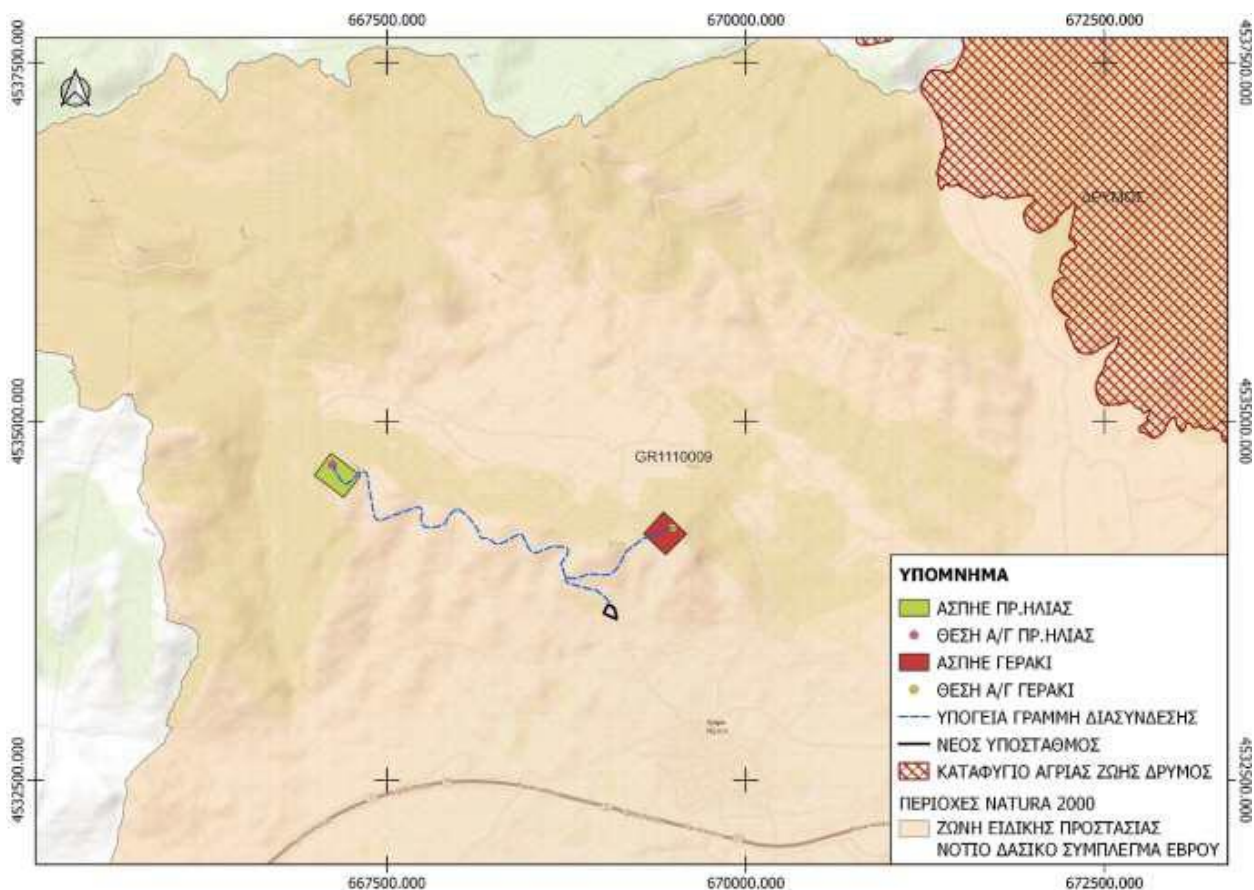 667500.000
670000.000
672500.000
4537500.000
4537500.000
ΔΡΥΜΟΣ
4535000.000
4535000.000
GR1110009
ΥΠΟΜΝΗΜΑ
ΑΣΠΗΕ ΠΡ.ΗΛΙΑΣ
ΘΕΣΗ Α/Γ ΠΡ.ΗΛΙΑΣ
ΑΣΠΗΕ ΓΕΡΑΚΙ
ΘΕΣΗ Α/Γ ΓΕΡΑΚΙ
ΥΠΟΓΕΙΑ ΓΡΑΜΜΗ ΔΙΑΣΥΝΔΕΣΗΣ
ΝΕΟΣ ΥΠΟΣΤΑΘΜΟΣ
ΚΑΤΑΦΥΓΙΟ ΑΓΡΙΑΣ ΖΩΗΣ ΔΡΥΜΟΣ
ΠΕΡΙΟΧΕΣ NATURA 2000
ΖΩΝΗ ΕΙΔΙΚΗΣ ΠΡΟΣΤΑΣΙΑΣ
ΝΟΤΙΟ ΔΑΣΙΚΟ ΣΥΜΠΛΕΓΜΑ ΕΒΡΟΥ
4532500.000
4532500.000
667500.000
670000.000
672500.000